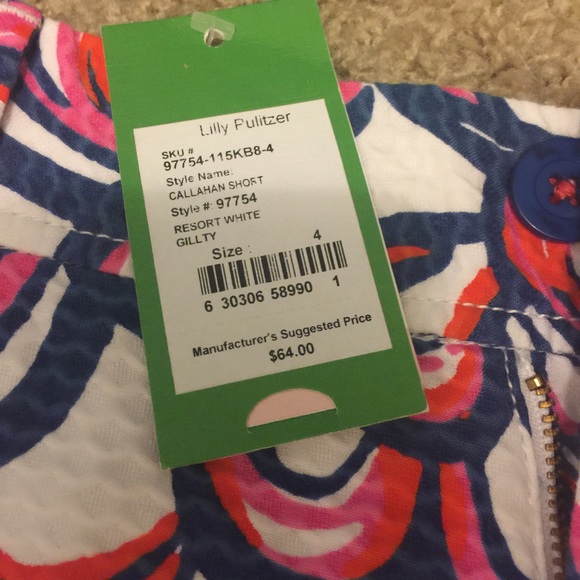 Lilly Pulitzer
SKU #
97754-115KB8-4
Style Name:
CALLAHAN SHORT
Style #: 97754
RESORT WHITE
GILLTY
Size : 4
6 30306 58990 1
Manufacturer's Suggested Price
$64.00